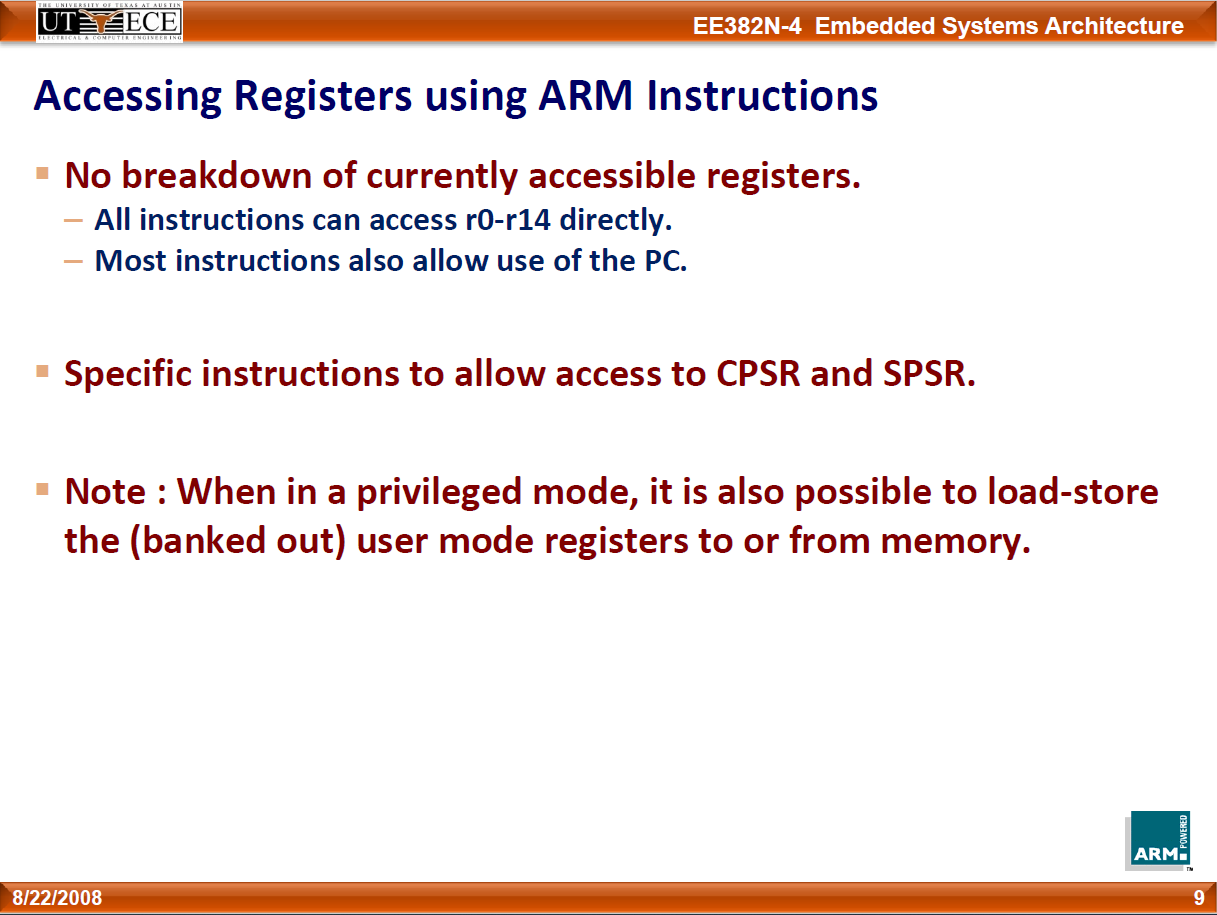 THE UNIVERSITY OF TEXAS AT AUSTIN
UT ECE
ELECTRICAL & COMPUTER ENGINEERING
EE382N-4 Embedded Systems Architecture
Accessing Registers using ARM Instructions
No breakdown of currently accessible registers.
– All instructions can access r0-r14 directly.
– Most instructions also allow use of the PC.
Specific instructions to allow access to CPSR and SPSR.
Note : When in a privileged mode, it is also possible to load-store
the (banked out) user mode registers to or from memory.
ARM POWERED
TM
8/22/2008
9